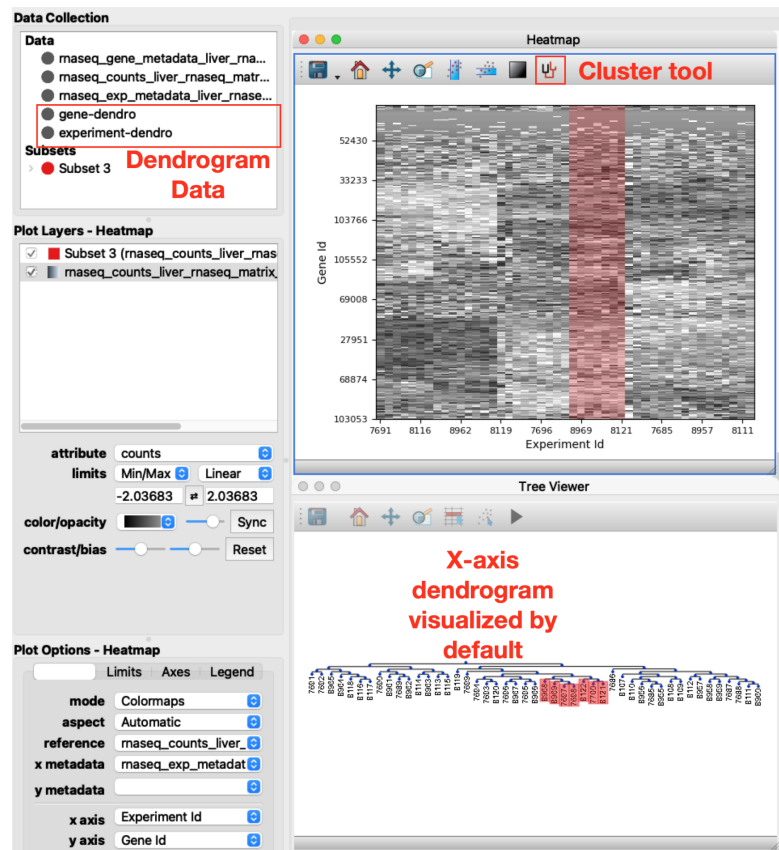 Data Collection
Data
rnaseq_gene_metadata_liver_rna...
rnaseq_counts_liver_rnaseq_matr...
rnaseq_exp_metadata_liver_rnase...
gene-dendro
experiment-dendro
Subsets
Subset 3
Dendrogram
Data
Plot Layers - Heatmap
Subset 3 (rnaseq_counts_liver_rnas
rnaseq_counts_liver_rnaseq_matrix_
attribute counts
limits Min/Max Linear
-2.03683 2.03683
color/opacity Sync
contrast/bias Reset
Plot Options - Heatmap
Limits Axes Legend
mode Colormaps
aspect Automatic
reference rnaseq_counts_liver_
x metadata rnaseq_exp_metadat
y metadata
x axis Experiment Id
y axis Gene Id
Heatmap
Cluster tool
Gene Id
52430
33233
103766
105552
69008
27951
68874
103053
7691 8116 8962 8119 7696 8969 8121 7685 8957 8111
Experiment Id
Tree Viewer
X-axis
dendrogram
visualized by
default